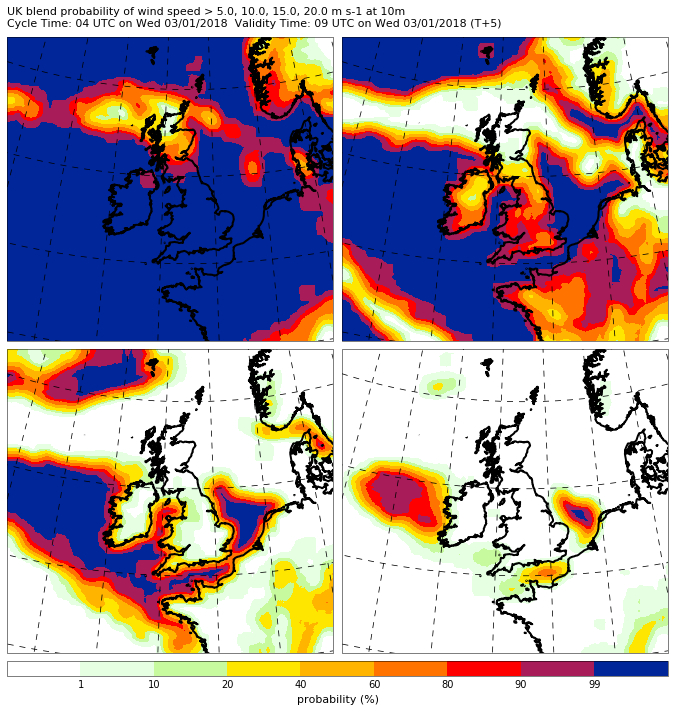 UK blend probability of wind speed > 5.0, 10.0, 15.0, 20.0 m s-1 at 10m
Cycle Time: 04 UTC on Wed 03/01/2018  Validity Time: 09 UTC on Wed 03/01/2018 (T+5)
1 10 20 40 60 80 90 99
probability (%)